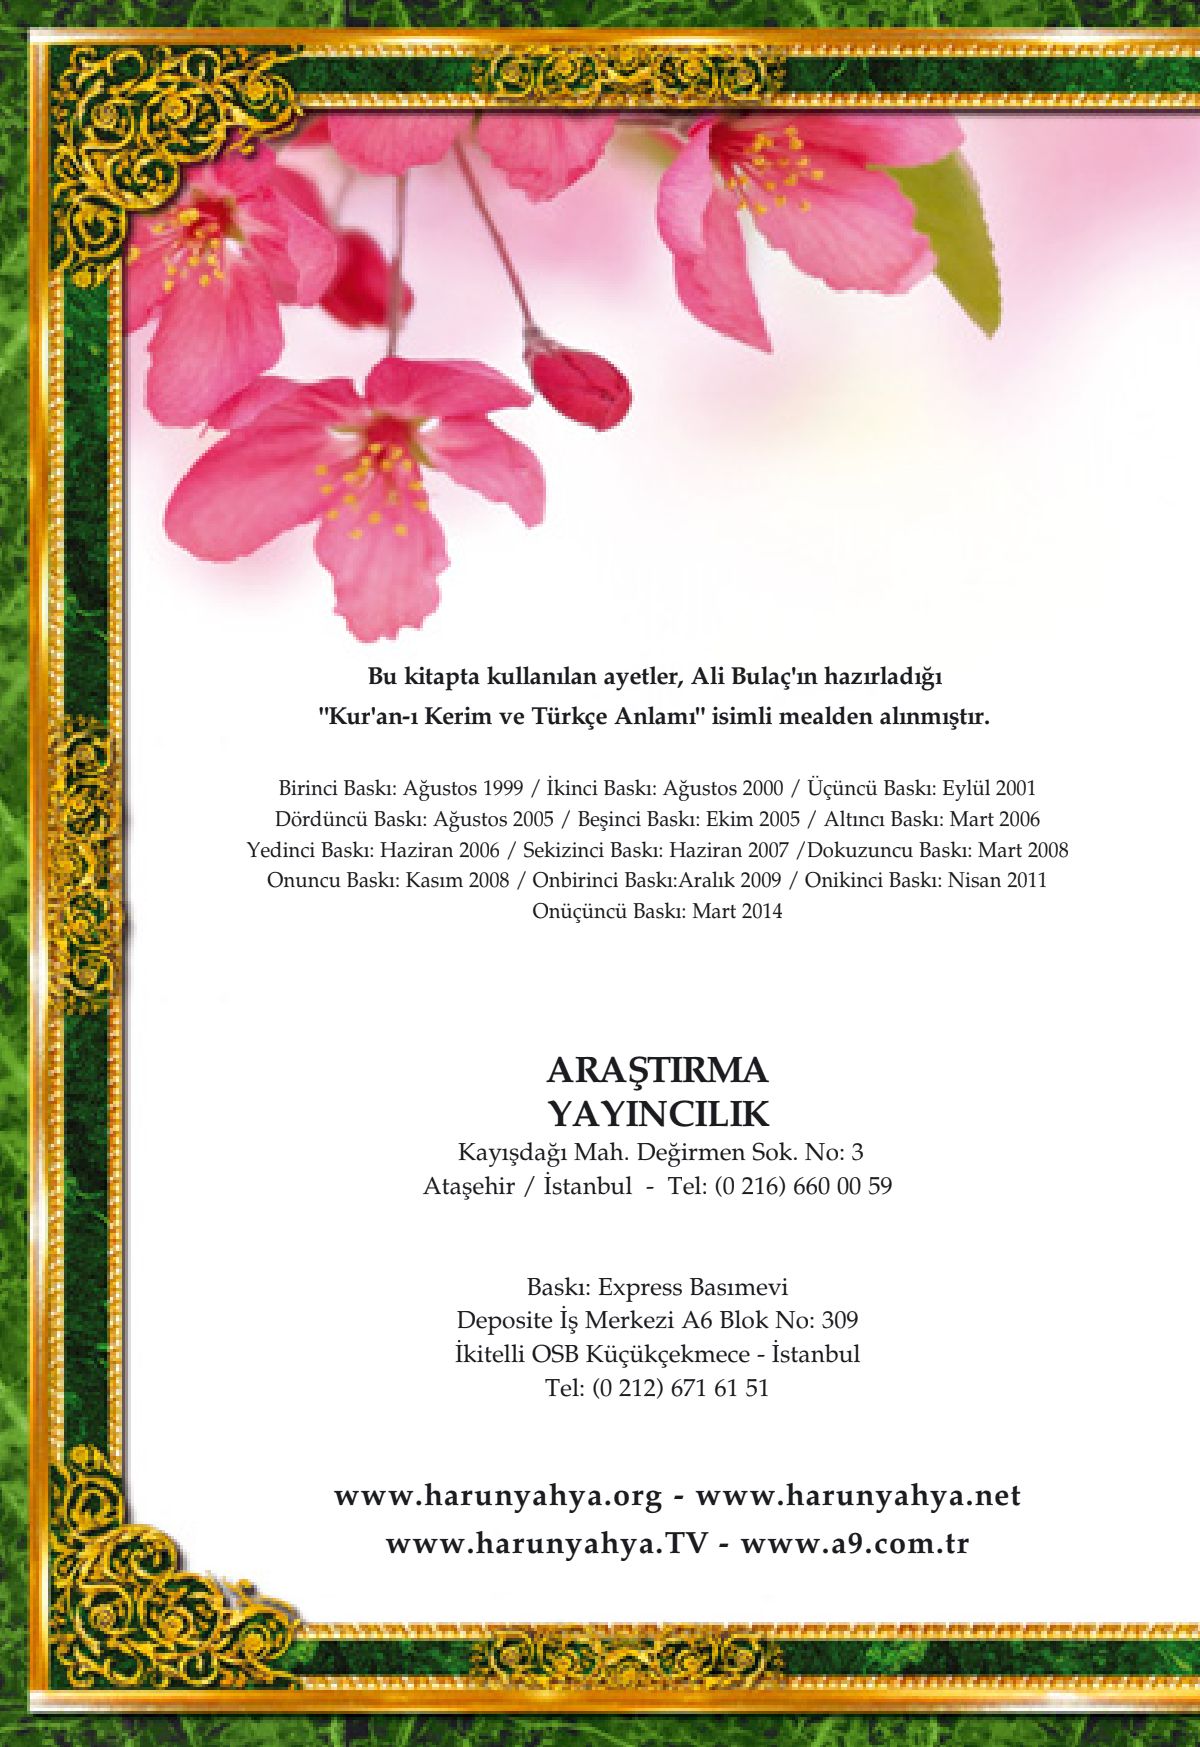 Bu kitapta kullanılan ayetler, Ali Bulaç'ın hazırladığı
"Kur'an-ı Kerim ve Türkçe Anlamı" isimli mealden alınmıştır.
Birinci Baskı: Ağustos 1999 / İkinci Baskı: Ağustos 2000 / Üçüncü Baskı: Eylül 2001
Dördüncü Baskı: Ağustos 2005 / Beşinci Baskı: Ekim 2005 / Altıncı Baskı: Mart 2006
Yedinci Baskı: Haziran 2006 / Sekizinci Baskı: Haziran 2007 /Dokuzuncu Baskı: Mart 2008
Onuncu Baskı: Kasım 2008 / Onbirinci Baskı:Aralık 2009 / Onikinci Baskı: Nisan 2011
Onüçüncü Baskı: Mart 2014
ARAŞTIRMA
YAYINCILIK
Kayışdağı Mah. Değirmen Sok. No: 3
Ataşehir / İstanbul - Tel: (0 216) 660 00 59
Baskı: Express Basımevi
Deposite İş Merkezi A6 Blok No: 309
İkitelli OSB Küçükçekmece - İstanbul
Tel: (0 212) 671 61 51
www.harunyahya.org - www.harunyahya.net
www.harunyahya.TV - www.a9.com.tr